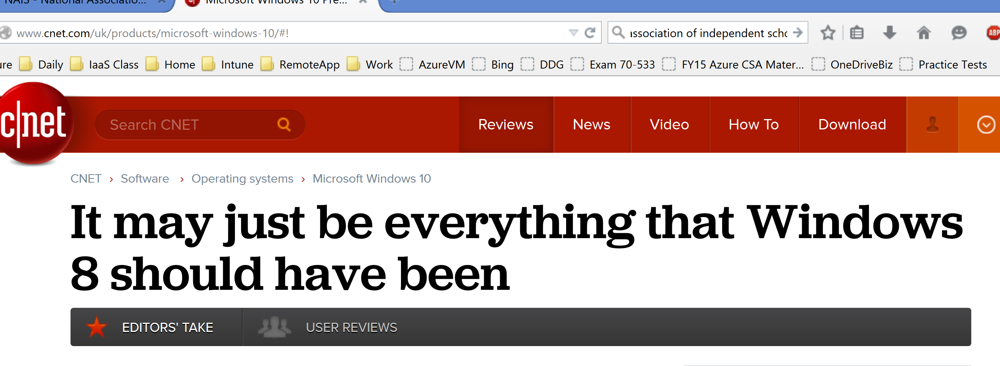 NAIS - National Associatio...
Microsoft Windows 10 Pre...
www.cnet.com/uk/products/microsoft-windows-10/#!
association of independent
ABP
Daily IaaS Class Home Intune RemoteApp Work AzureVM Bing DDG Exam 70-533 FY15 Azure CSA Mater... OneDriveBiz Practice Tests
c|net
Search CNET
Reviews News Video How To Download
CNET › Software › Operating systems › Microsoft Windows 10
It may just be everything that Windows
8 should have been
EDITORS' TAKE USER REVIEWS